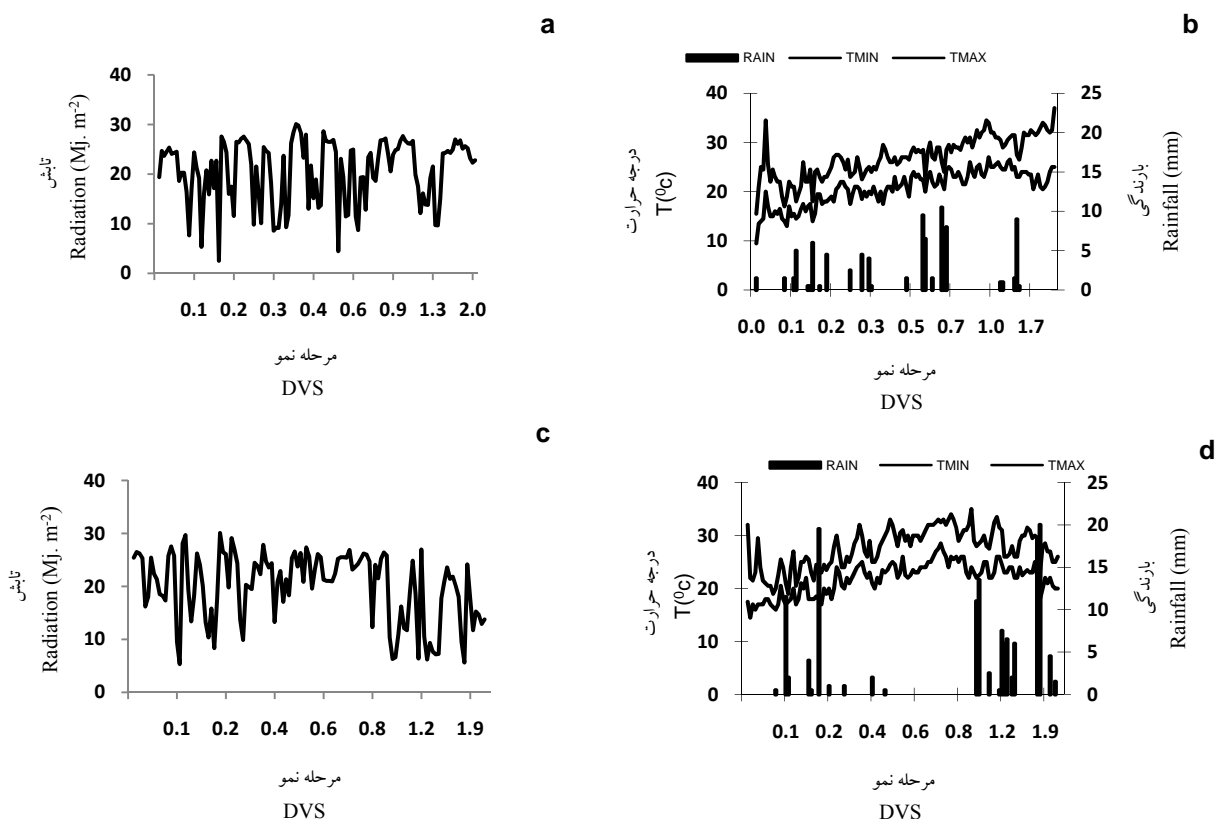 a
40
30
20
10
0
تابش
Radiation (Mj. m-2)
0.1 0.2 0.3 0.4 0.6 0.9 1.3 2.0
مرحله نمو
DVS
b
RAIN TMIN TMAX
40
30
20
10
0
درجه حرارت
T(0c)
25
20
15
10
5
0
بارندگی
Rainfall (mm)
0.0 0.1 0.2 0.3 0.5 0.7 1.0 1.7
مرحله نمو
DVS
c
40
30
20
10
0
تابش
Radiation (Mj. m-2)
0.1 0.2 0.4 0.6 0.8 1.2 1.9
مرحله نمو
DVS
d
RAIN TMIN TMAX
40
30
20
10
0
درجه حرارت
T(0c)
25
20
15
10
5
0
بارندگی
Rainfall (mm)
0.1 0.2 0.4 0.6 0.8 1.2 1.9
مرحله نمو
DVS